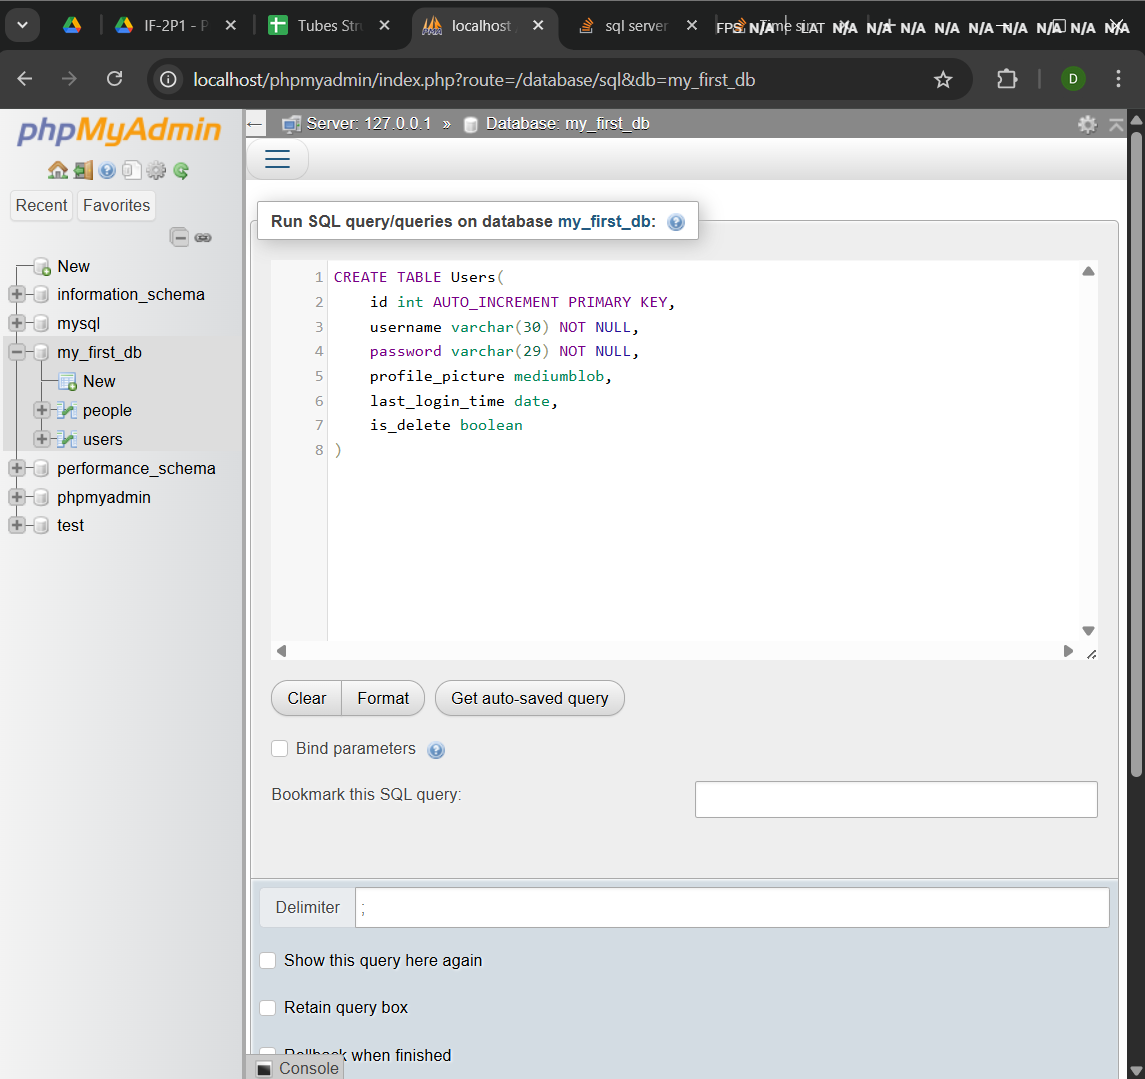 IF-2P1 - P
Tubes Stru
localhost
sql server
Time sin
FPS N/A LAT N/A N/A N/A N/A N/A N/A N/A N/A N/A
localhost/phpmyadmin/index.php?route=/database/sql&db=my_first_db
D
phpMyAdmin
Recent
Favorites
New
information_schema
mysql
my_first_db
New
people
users
performance_schema
phpmyadmin
test
Server: 127.0.0.1 » Database: my_first_db
Run SQL query/queries on database my_first_db:
1 CREATE TABLE Users(
2 id int AUTO_INCREMENT PRIMARY KEY,
3 username varchar(30) NOT NULL,
4 password varchar(29) NOT NULL,
5 profile_picture mediumblob,
6 last_login_time date,
7 is_delete boolean
8 )
Clear
Format
Get auto-saved query
Bind parameters
Bookmark this SQL query:
Delimiter ;
Show this query here again
Retain query box
Rollback when finished
Console